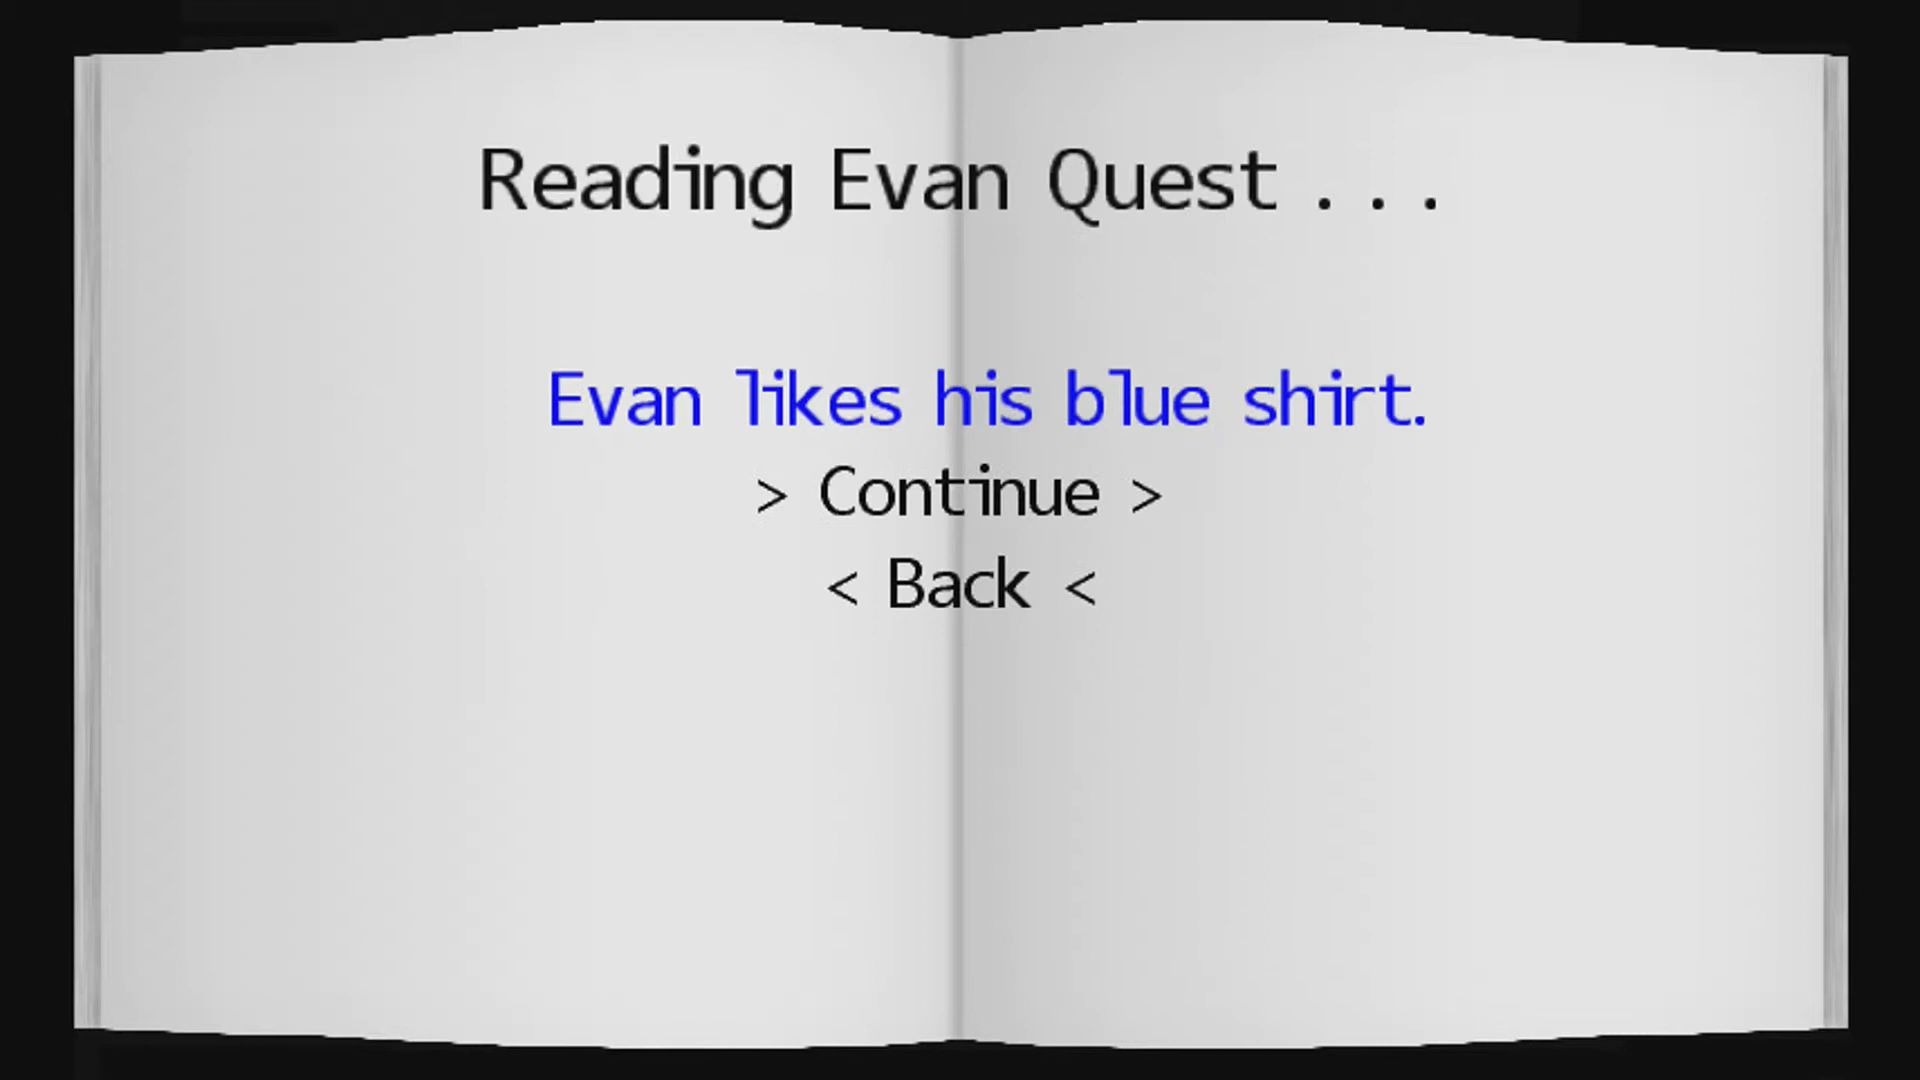 Reading Evan Quest ...
Evan likes his blue shirt.
> Continue >
< Back <